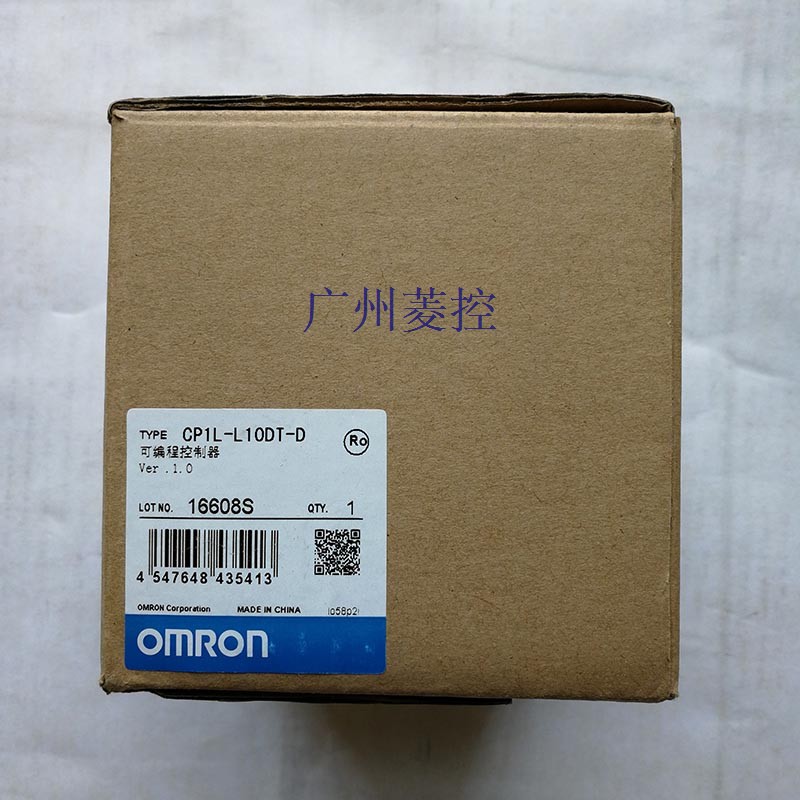 广州菱控
TYPE CP1L-L10DT-D
Ro
可编程控制器
Ver .1.0
LOT NO. 16608S QTY. 1
4 547648 435413
OMRON Corporation MADE IN CHINA (o58p2)
OMRON